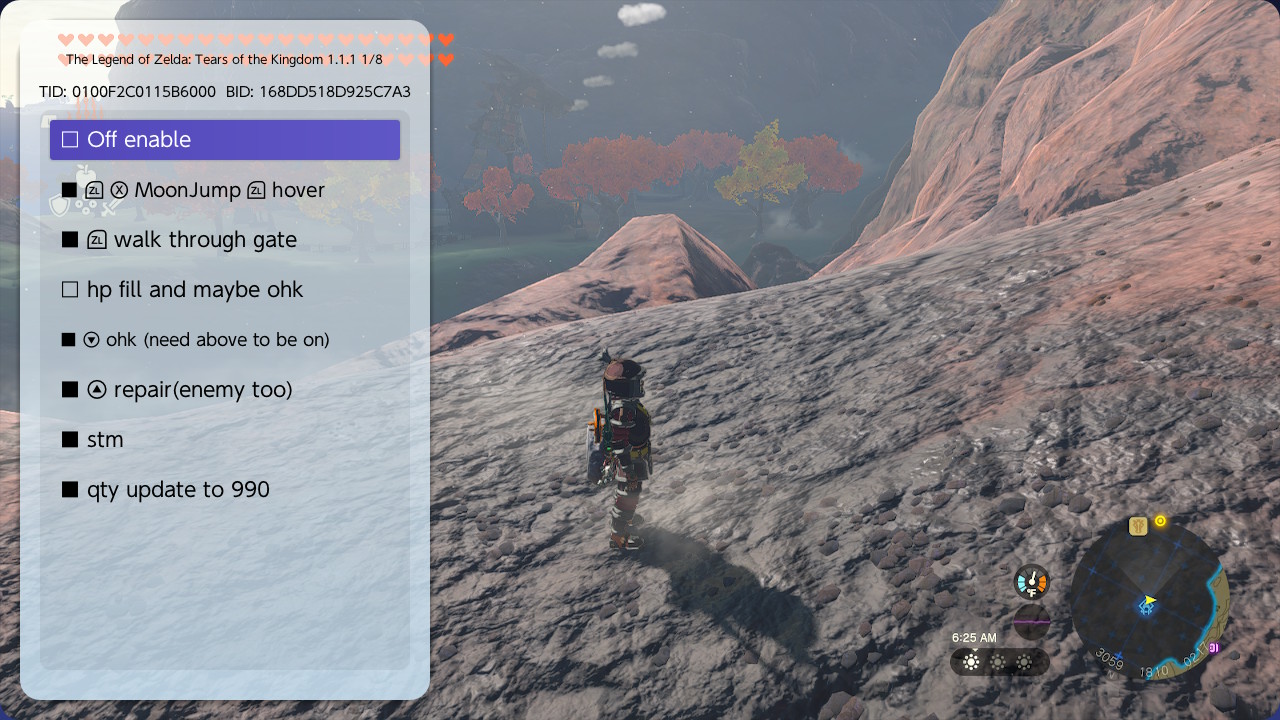 The Legend of Zelda: Tears of the Kingdom 1.1.1 1/8
TID: 0100F2C0115B6000 BID: 168DD518D925C7A3
□ Off enable
■ ZL X MoonJump ZL hover
■ ZL walk through gate
□ hp fill and maybe ohk
■ ohk (need above to be on)
■ repair(enemy too)
■ stm
■ qty update to 990
°F
6:25 AM
3059 1810 0217